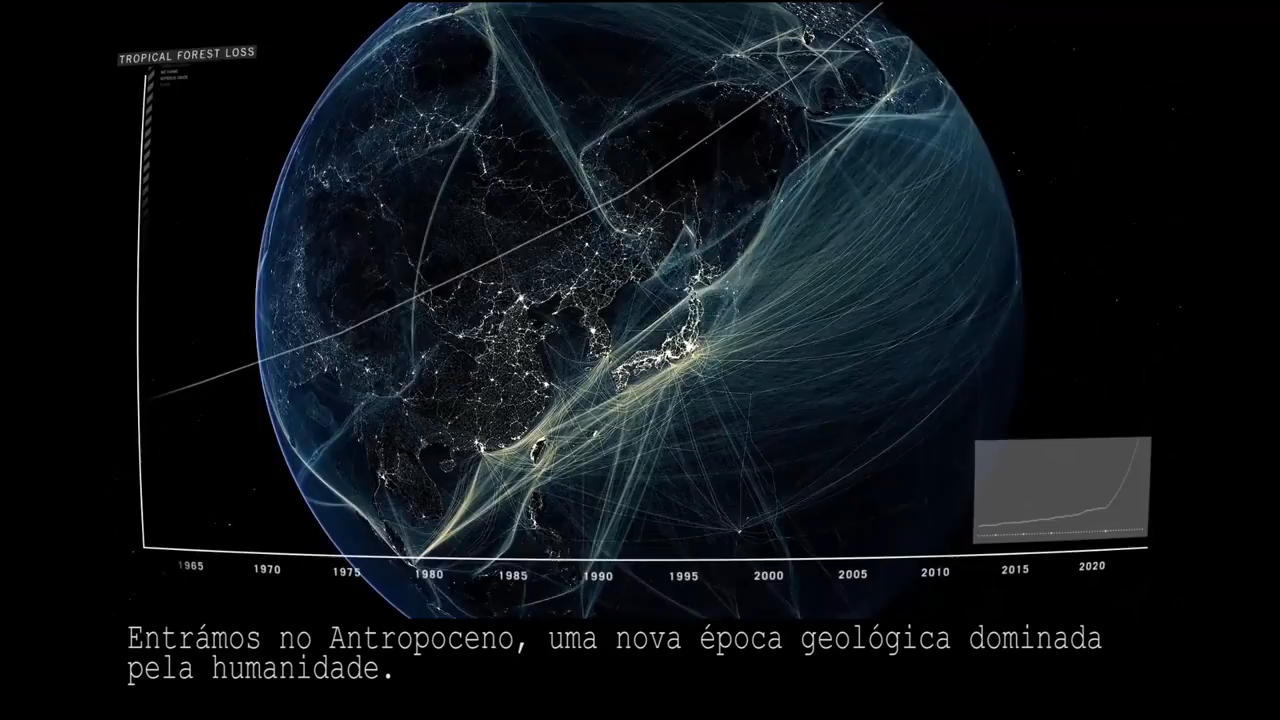 TROPICAL FOREST LOSS
1965 1970 1975 1980 1985 1990 1995 2000 2005 2010 2015 2020
Entrámos no Antropoceno, uma nova época geológica dominada
pela humanidade.